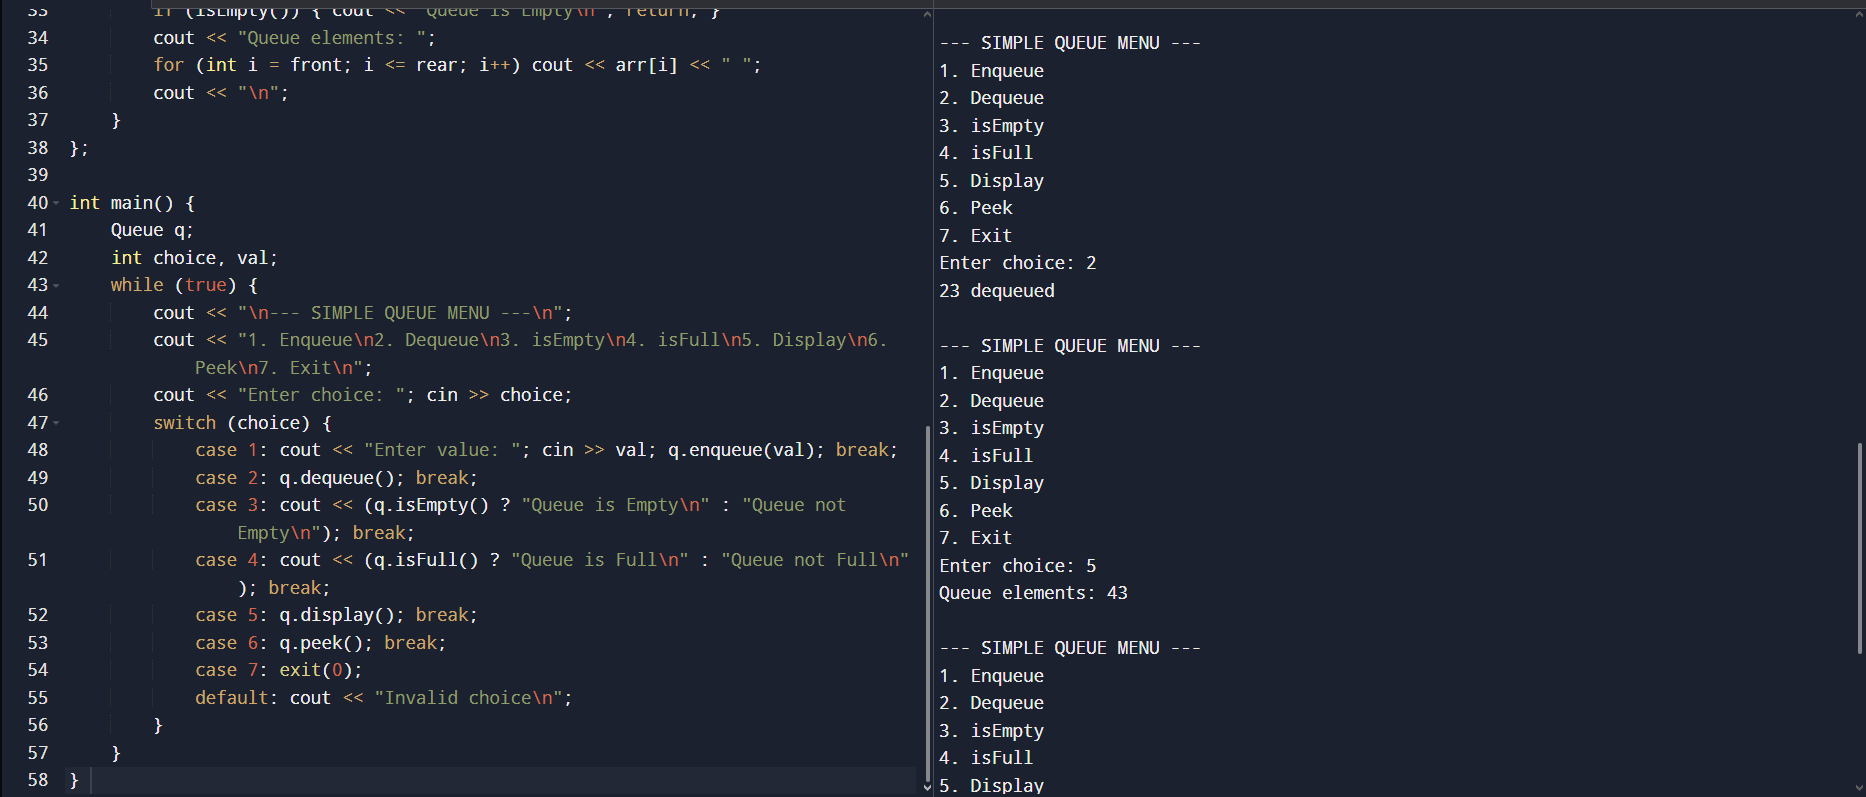 33 if (isEmpty()) { cout << "Queue is Empty\n"; return; }
34 cout << "Queue elements: ";
35 for (int i = front; i <= rear; i++) cout << arr[i] << " ";
36 cout << "\n";
37 }
38 };
39
40 int main() {
41 Queue q;
42 int choice, val;
43 while (true) {
44 cout << "\n--- SIMPLE QUEUE MENU ---\n";
45 cout << "1. Enqueue\n2. Dequeue\n3. isEmpty\n4. isFull\n5. Display\n6.
Peek\n7. Exit\n";
46 cout << "Enter choice: "; cin >> choice;
47 switch (choice) {
48 case 1: cout << "Enter value: "; cin >> val; q.enqueue(val); break;
49 case 2: q.dequeue(); break;
50 case 3: cout << (q.isEmpty() ? "Queue is Empty\n" : "Queue not
Empty\n"); break;
51 case 4: cout << (q.isFull() ? "Queue is Full\n" : "Queue not Full\n"
); break;
52 case 5: q.display(); break;
53 case 6: q.peek(); break;
54 case 7: exit(0);
55 default: cout << "Invalid choice\n";
56 }
57 }
58 }
--- SIMPLE QUEUE MENU ---
1. Enqueue
2. Dequeue
3. isEmpty
4. isFull
5. Display
6. Peek
7. Exit
Enter choice: 2
23 dequeued
--- SIMPLE QUEUE MENU ---
1. Enqueue
2. Dequeue
3. isEmpty
4. isFull
5. Display
6. Peek
7. Exit
Enter choice: 5
Queue elements: 43
--- SIMPLE QUEUE MENU ---
1. Enqueue
2. Dequeue
3. isEmpty
4. isFull
5. Display